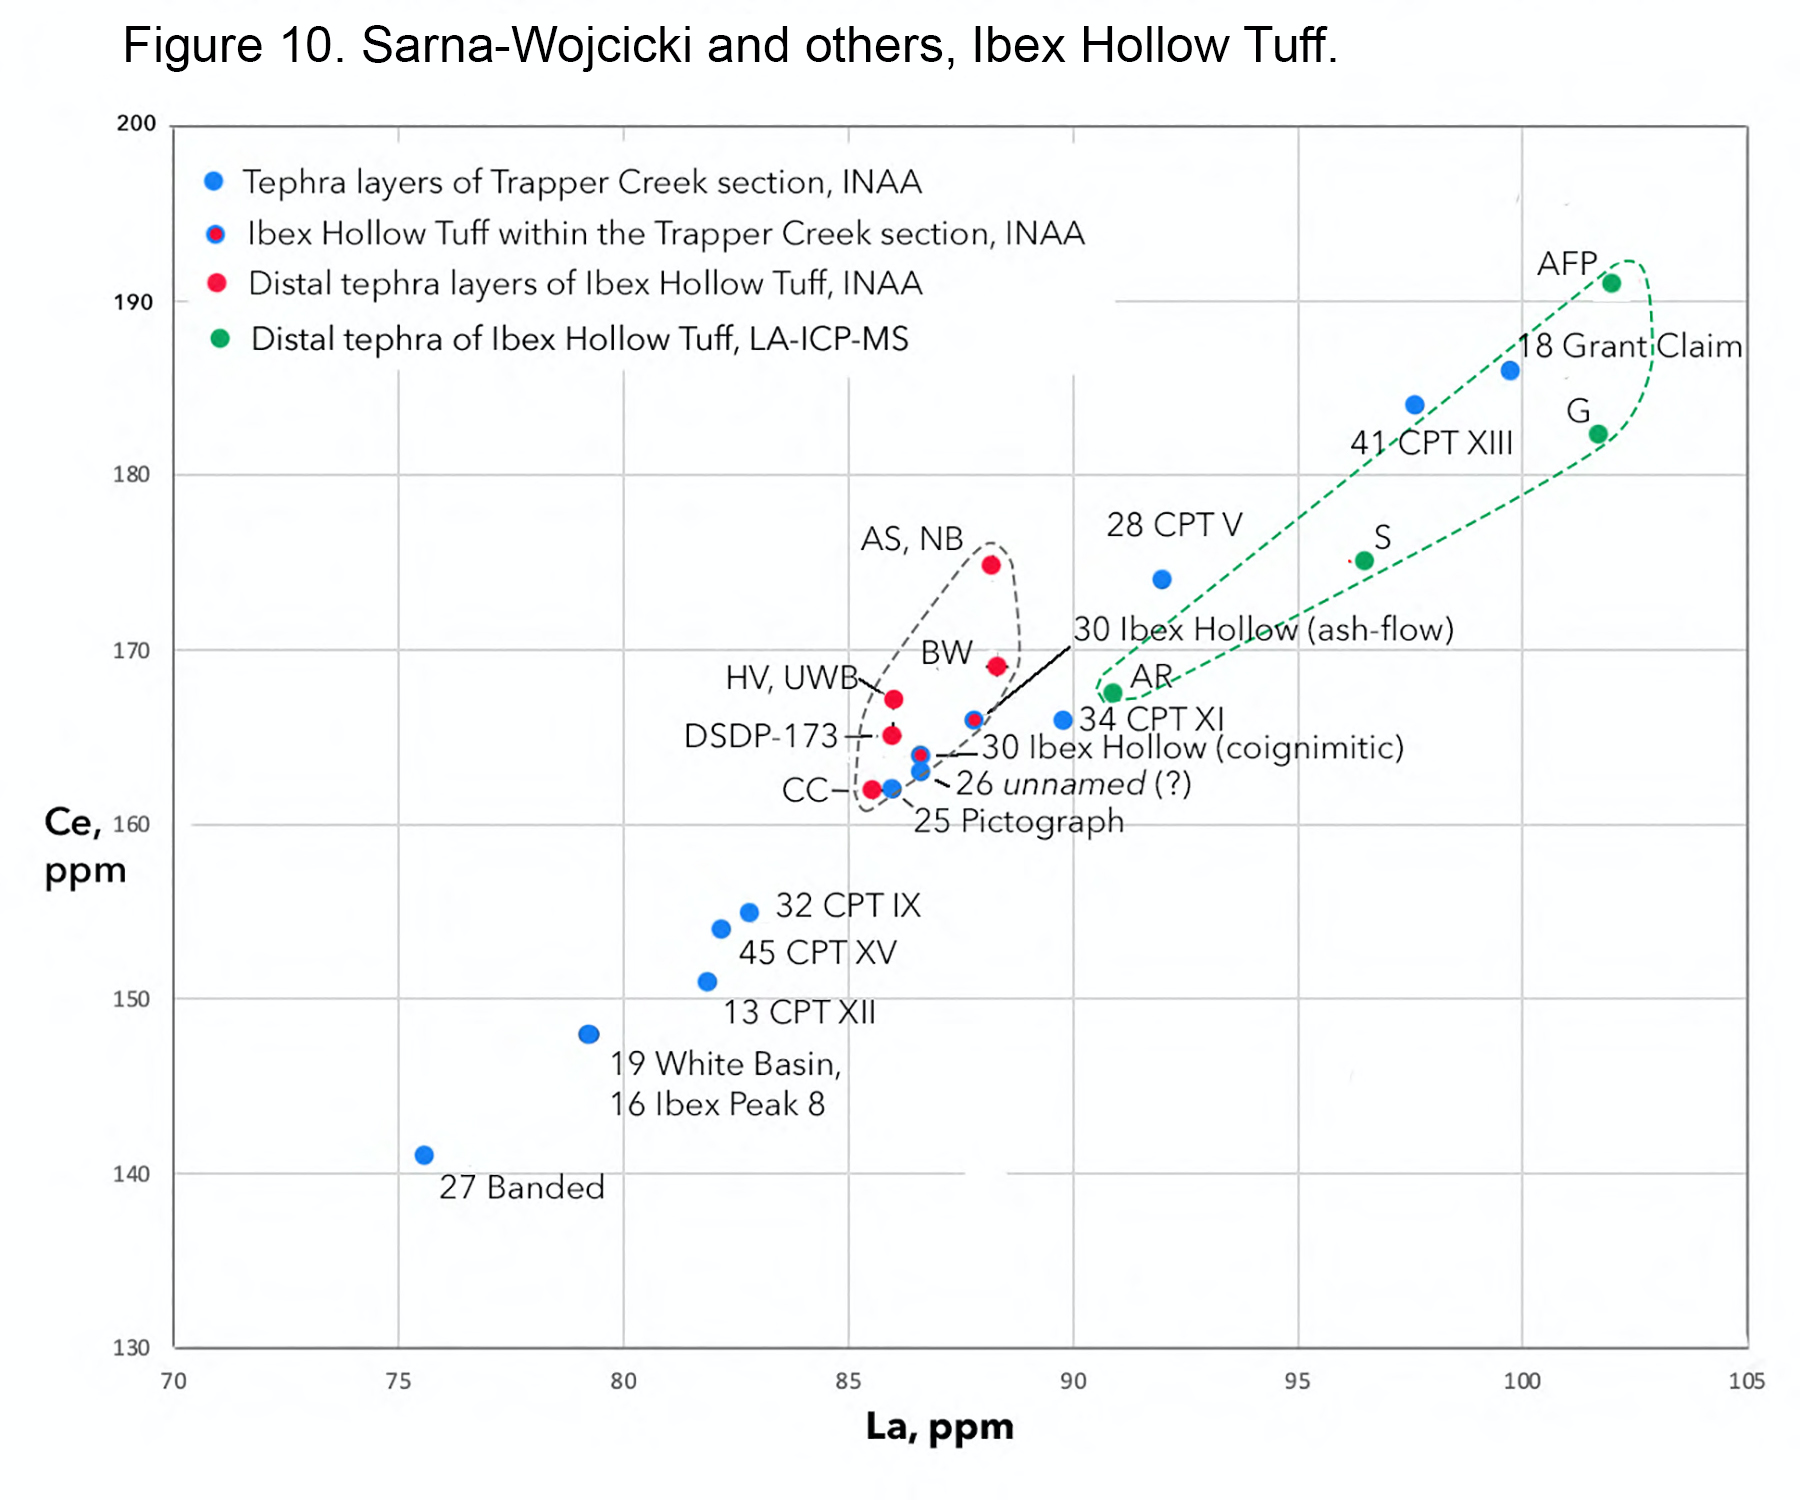 Figure 10. Sarna-Wojcicki and others, Ibex Hollow Tuff.
200
Tephra layers of Trapper Creek section, INAA
Ibex Hollow Tuff within the Trapper Creek section, INAA
Distal tephra layers of Ibex Hollow Tuff, INAA
Distal tephra of Ibex Hollow Tuff, LA-ICP-MS
AFP
190
18 Grant Claim
G
41 CPT XIII
180
28 CPT V
AS, NB
S
30 Ibex Hollow (ash-flow)
170
BW
HV, UWB
AR
34 CPT XI
DSDP-173
30 Ibex Hollow (coignimitic)
26 unnamed (?)
CC
25 Pictograph
Ce,
ppm
160
32 CPT IX
45 CPT XV
150
13 CPT XII
19 White Basin,
16 Ibex Peak 8
140
27 Banded
130
70 75 80 85 90 95 100 105
La, ppm